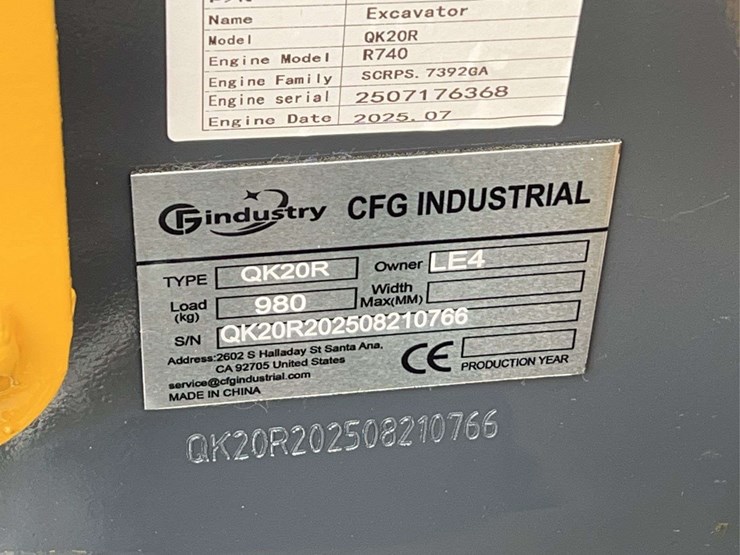 Name Excavator
Model QK20R
Engine Model R740
Engine Family SCRPS. 7392GA
Engine serial 2507176368
Engine Date 2025. 07
CFGindustry CFG INDUSTRIAL
TYPE QK20R Owner LE4
Load (kg) 980 Width Max(MM)
S/N QK20R202508210766
Address:2602 S Halladay St Santa Ana,
CA 92705 United States
service@cfgindustrial.com
MADE IN CHINA
CE PRODUCTION YEAR
QK20R202508210766